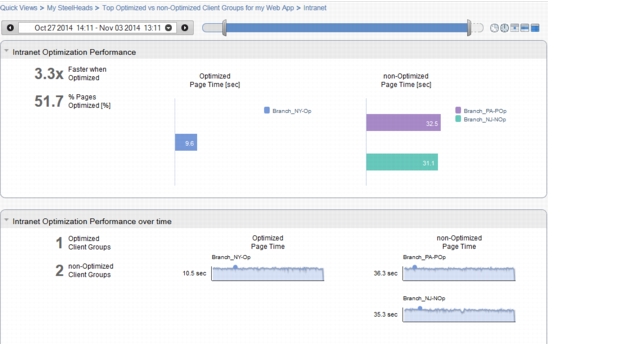 Quick Views > My SteelHeads > Top Optimized vs non-Optimized Client Groups for my Web App > Intranet
Oct 27 2014 14:11 - Nov 03 2014 13:11
Intranet Optimization Performance
3.3x Faster when Optimized
51.7 % Pages Optimized [%]
Optimized
Page Time [sec]
Branch_NY-Op
9.6
non-Optimized
Page Time [sec]
Branch_PA-POp
Branch_NJ-NOp
32.5
31.1
Intranet Optimization Performance over time
1 Optimized Client Groups
2 non-Optimized Client Groups
Optimized
Page Time
Branch_NY-Op
10.5 sec
non-Optimized
Page Time
Branch_PA-POp
36.3 sec
Branch_NJ-NOp
35.3 sec